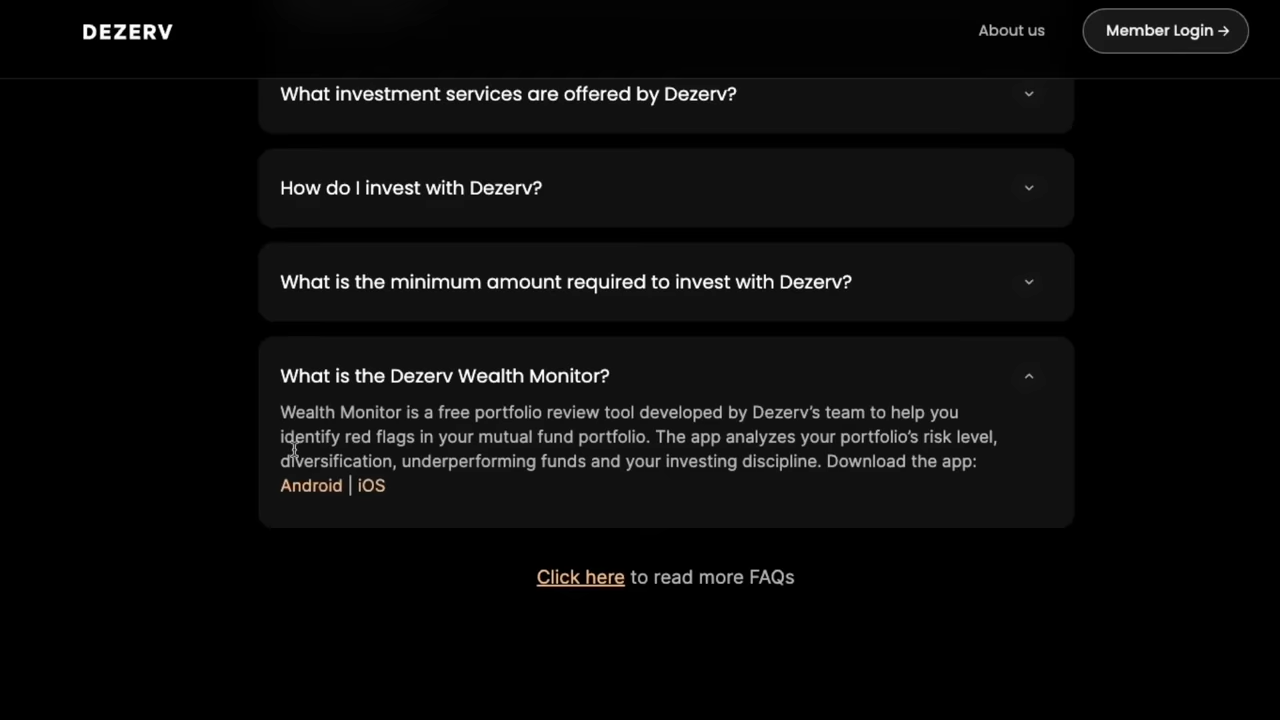 DEZERV
About us
Member Login →
What investment services are offered by Dezerv?
How do I invest with Dezerv?
What is the minimum amount required to invest with Dezerv?
What is the Dezerv Wealth Monitor?
Wealth Monitor is a free portfolio review tool developed by Dezerv’s team to help you
identify red flags in your mutual fund portfolio. The app analyzes your portfolio’s risk level,
diversification, underperforming funds and your investing discipline. Download the app:
Android | iOS
Click here to read more FAQs